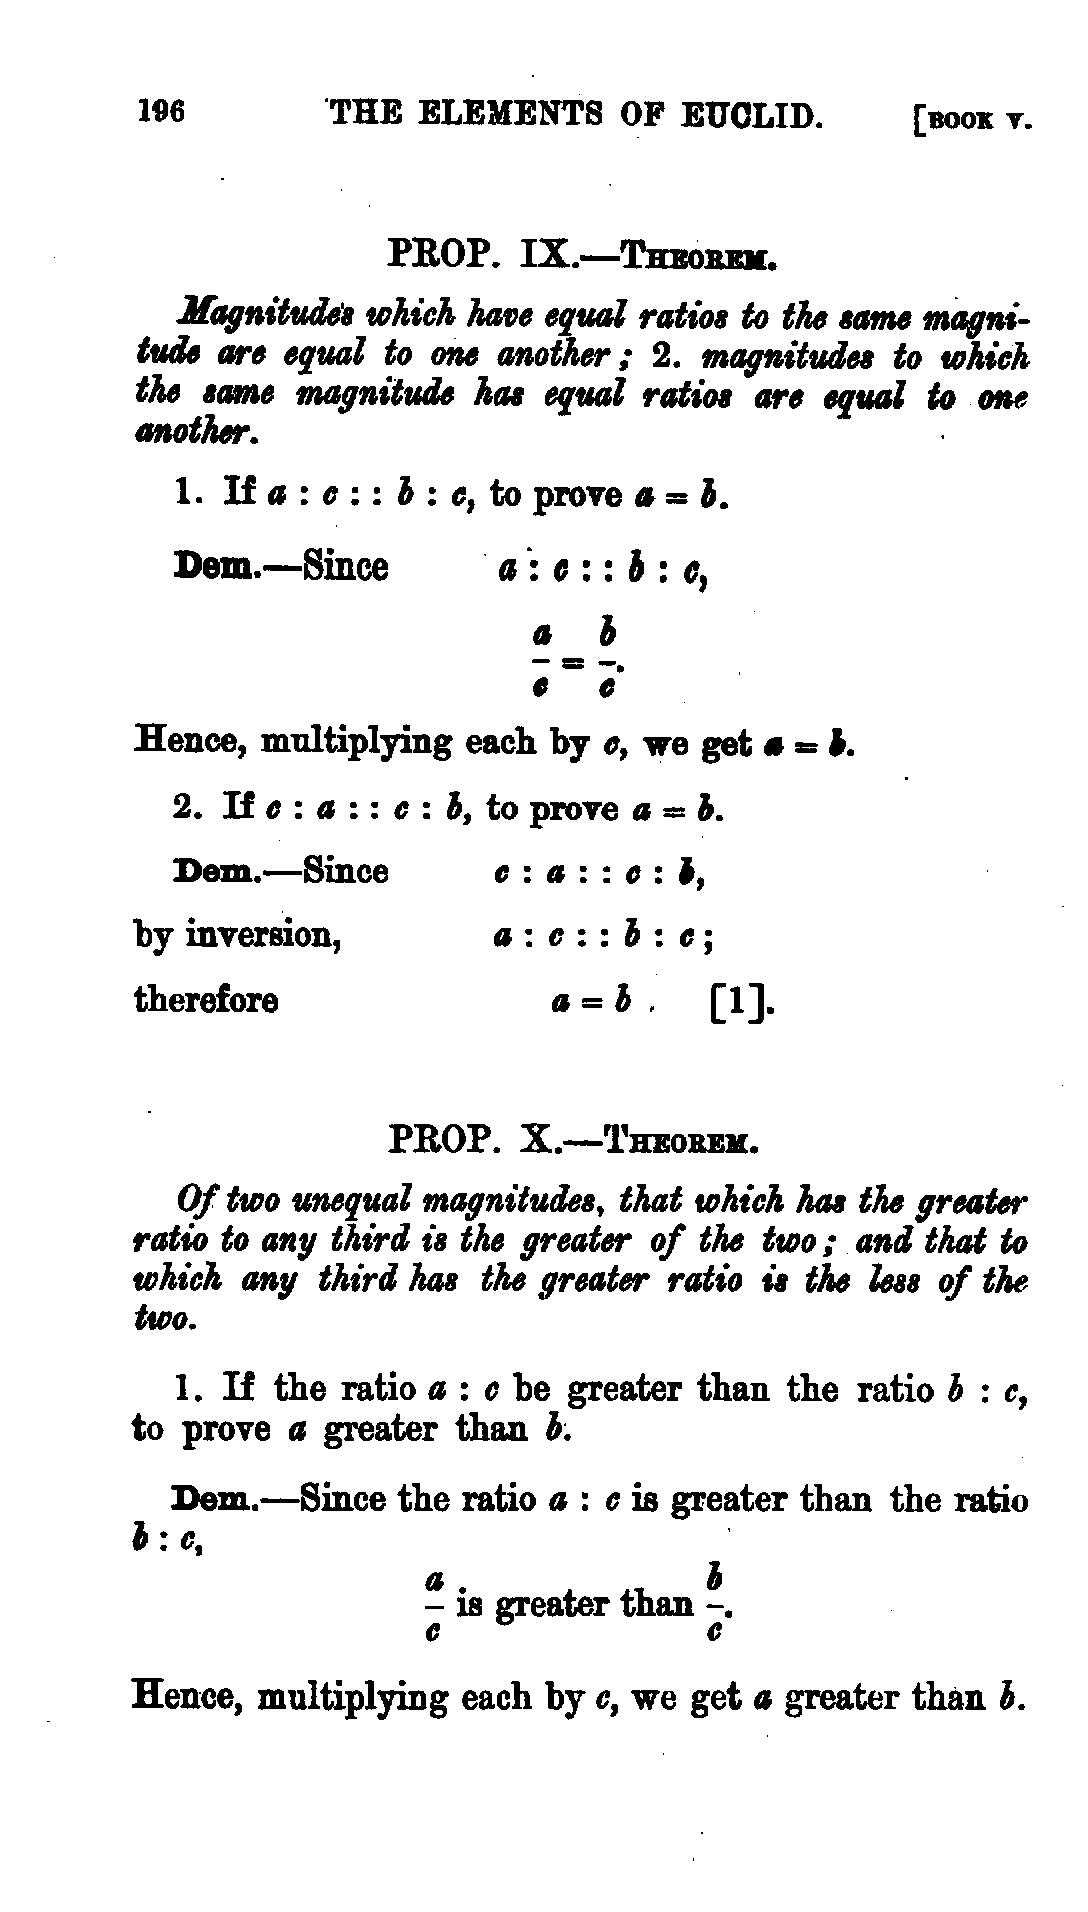 196 THE ELEMENTS OF EUCLID. [BOOK V.
PROP. IX.—THEOREM.
Magnitudes which have equal ratios to the same magni-
tude are equal to one another; 2. magnitudes to which
the same magnitude has equal ratios are equal to one
another.
1. If a : c : : b : c, to prove a = b.
Dem.—Since a : c : : b : c,
a/c = b/c.
Hence, multiplying each by c, we get a = b.
2. If c : a : : c : b, to prove a = b.
Dem.—Since c : a : : c : b,
by inversion, a : c : : b : c;
therefore a = b . [1].
PROP. X.—THEOREM.
Of two unequal magnitudes, that which has the greater
ratio to any third is the greater of the two; and that to
which any third has the greater ratio is the less of the
two.
1. If the ratio a : c be greater than the ratio b : c,
to prove a greater than b.
Dem.—Since the ratio a : c is greater than the ratio
b : c,
a/c is greater than b/c.
Hence, multiplying each by c, we get a greater than b.